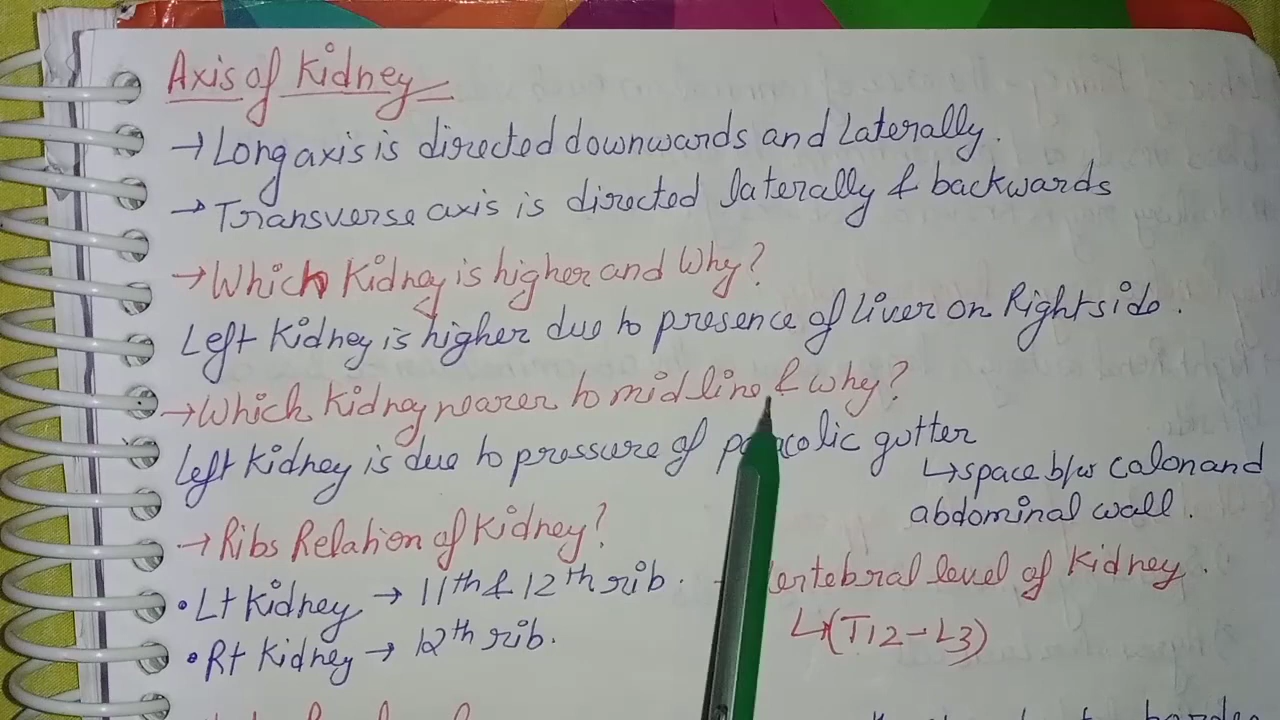 Axis of Kidney
→ Long axis is directed downwards and Laterally.
→ Transverse axis is directed laterally & backwards
→ Which Kidney is higher and Why?
Left Kidney is higher due to presence of Liver on Right side.
→ Which Kidney nearer to midline & why?
Left Kidney is due to pressure of paracolic gutter
↳ space b/w colon and
abdominal wall.
→ Ribs Relation of Kidney?
• Lt Kidney → 11th & 12th rib.
• Rt Kidney → 12th rib.
vertebral level of Kidney.
↳ (T12 - L3)